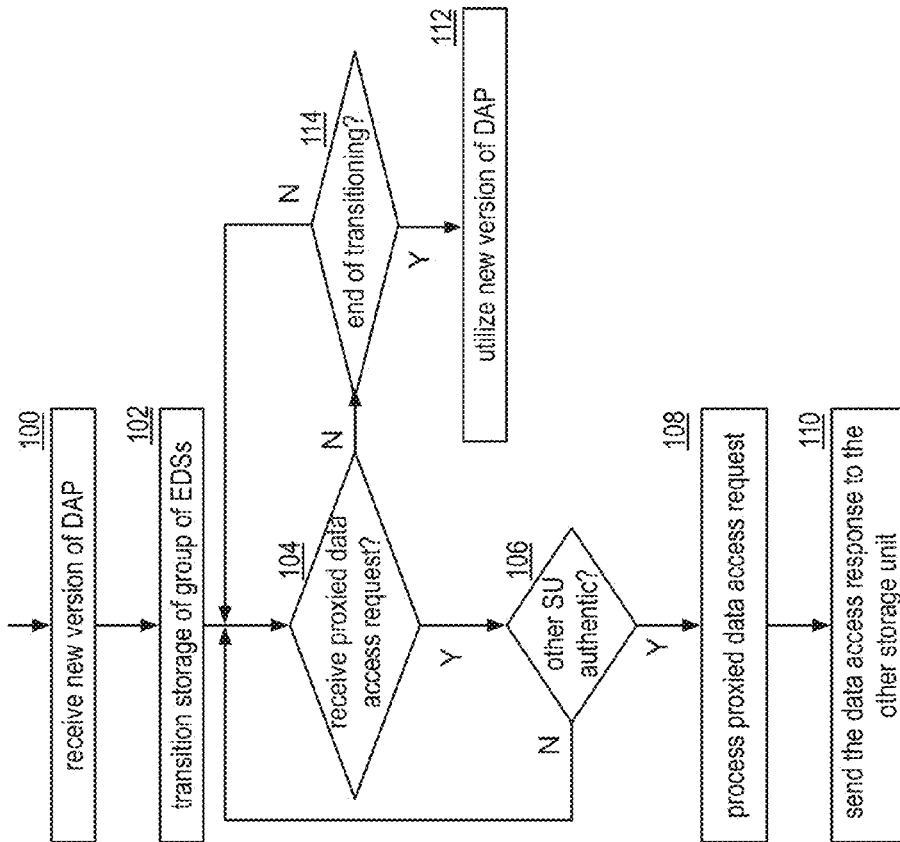 100
receive new version of DAP
102
transition storage of group of EDSs
104
receive proxied data
access request?
N
Y
114
end of transitioning?
N
Y
112
utilize new version of DAP
106
other SU
authentic?
N
Y
108
process proxied data access request
110
send the data access response to the
other storage unit